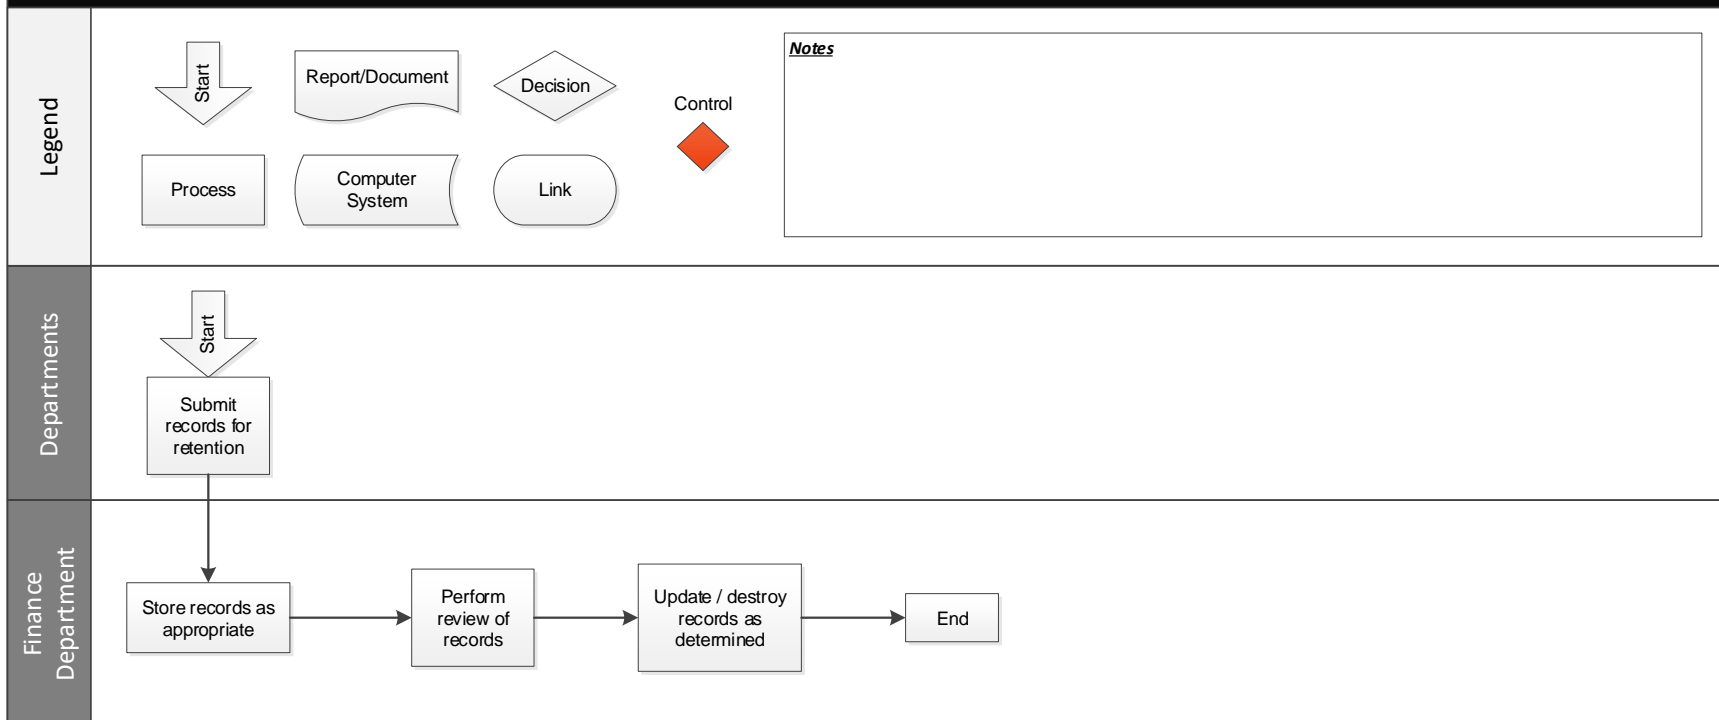 Legend
Start
Report/Document
Decision
Control
Process
Computer
System
Link
Notes
Departments
Start
Submit
records for
retention
Finance
Department
Store records as
appropriate
Perform
review of
records
Update / destroy
records as
determined
End